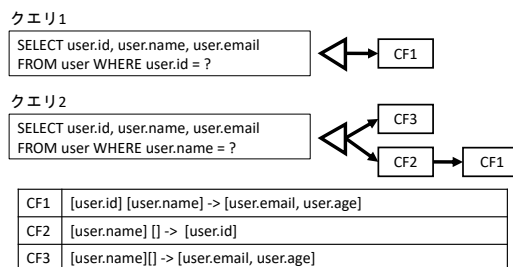 クエリ1
SELECT user.id, user.name, user.email
FROM user WHERE user.id = ?
CF1
クエリ2
SELECT user.id, user.name, user.email
FROM user WHERE user.name = ?
CF3
CF2
CF1
CF1 [user.id] [user.name] -> [user.email, user.age]
CF2 [user.name] [] -> [user.id]
CF3 [user.name][] -> [user.email, user.age]